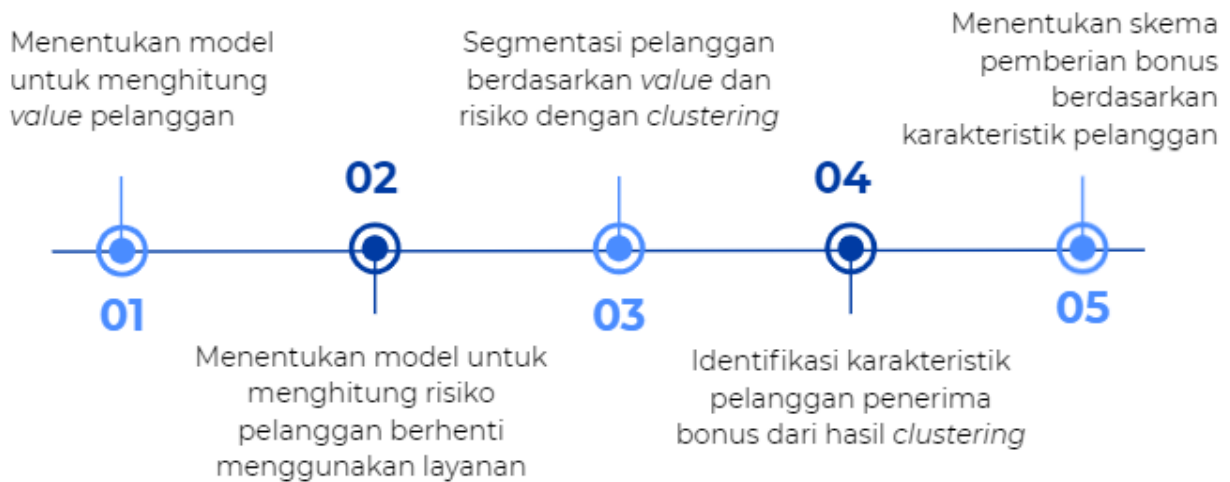 Menentukan model
untuk menghitung
value pelanggan
01
02
Menentukan model untuk
menghitung risiko
pelanggan berhenti
menggunakan layanan
Segmentasi pelanggan
berdasarkan value dan
risiko dengan clustering
03
04
Identifikasi karakteristik
pelanggan penerima
bonus dari hasil clustering
Menentukan skema
pemberian bonus
berdasarkan
karakteristik pelanggan
05